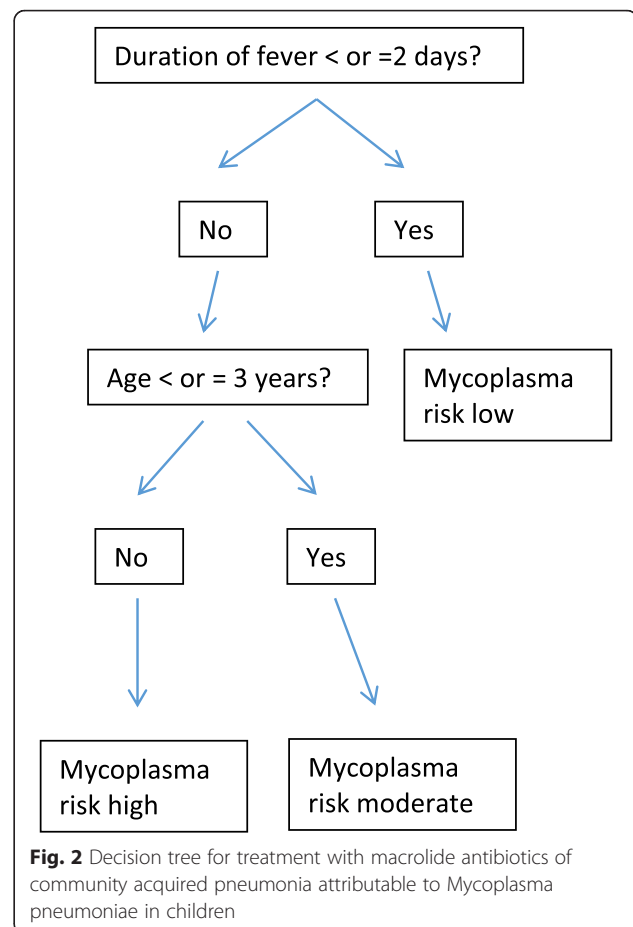 Duration of fever < or =2 days?
No
Yes
Age < or = 3 years?
Mycoplasma
risk low
No
Yes
Mycoplasma
risk high
Mycoplasma
risk moderate
Fig. 2 Decision tree for treatment with macrolide antibiotics of
community acquired pneumonia attributable to Mycoplasma
pneumoniae in children